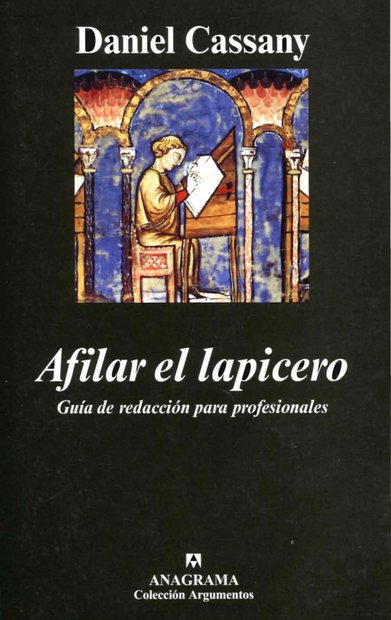 Daniel Cassany
Afilar el lapicero
Guía de redacción para profesionales
ANAGRAMA
Colección Argumentos